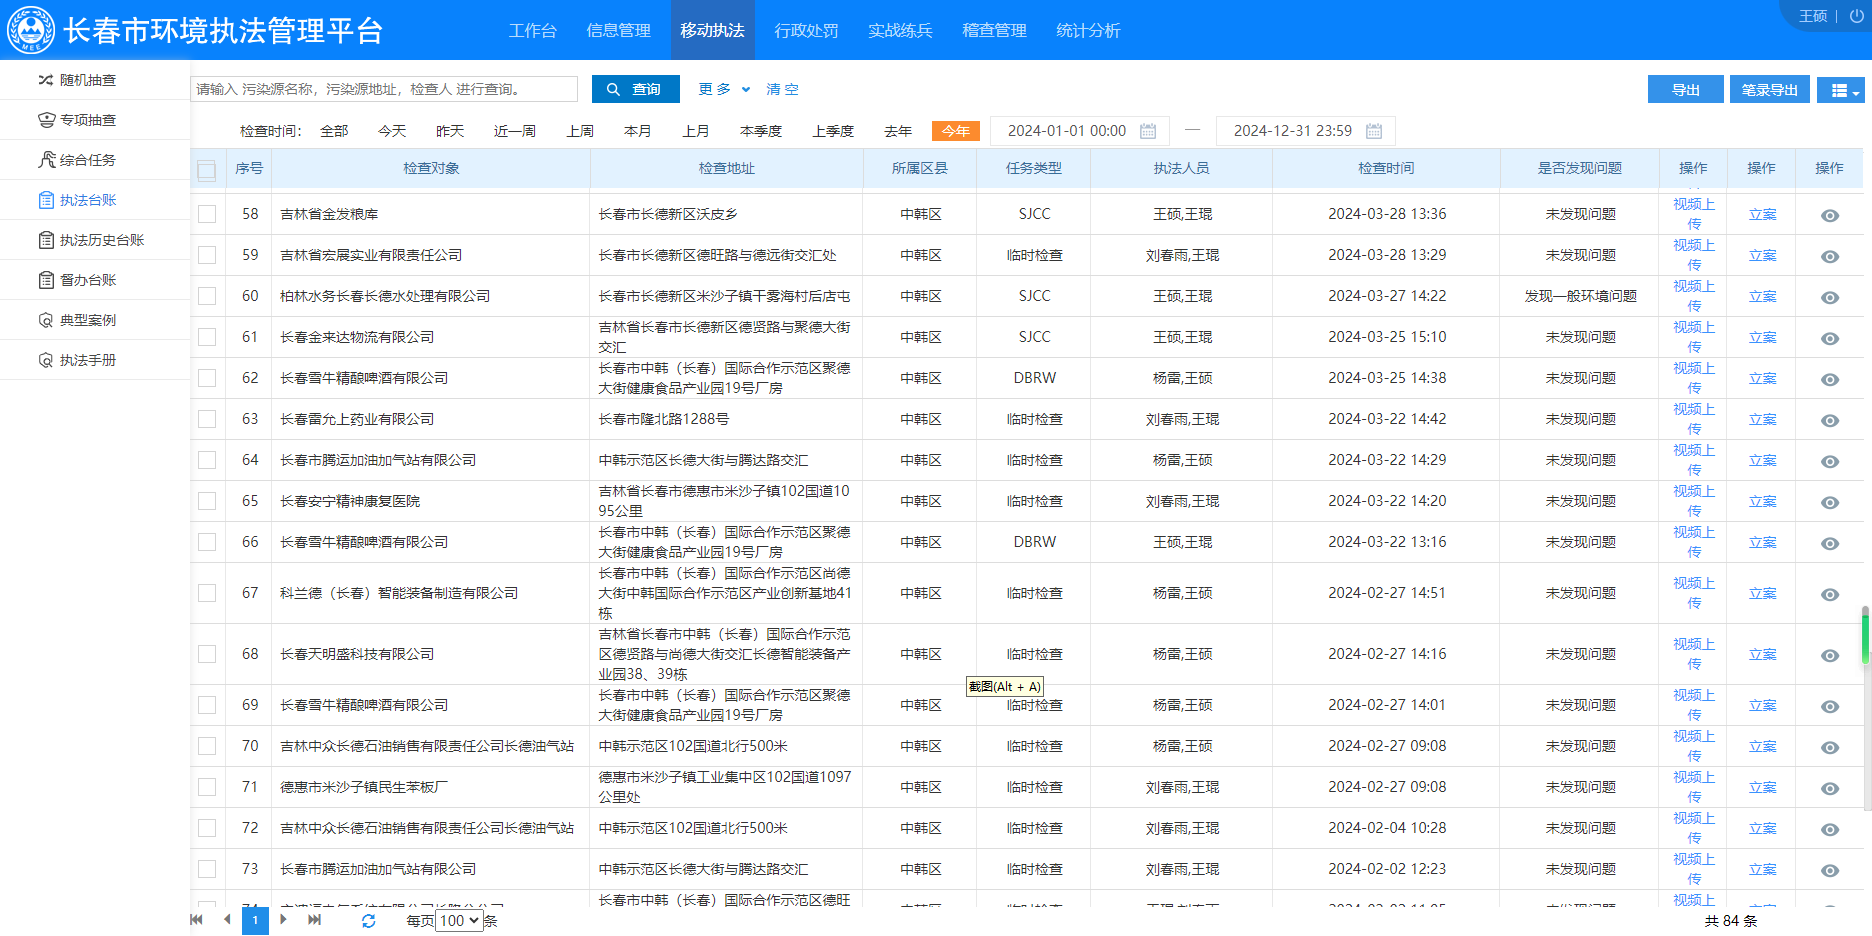 长春市环境执法管理平台
工作台 信息管理 移动执法 行政处罚 实战练兵 稽查管理 统计分析
王硕
MEE
随机抽查
专项抽查
综合任务
执法台账
执法历史台账
督办台账
典型案例
执法手册
请输入 污染源名称，污染源地址，检查人 进行查询。 查询 更多 清空 导出 笔录导出
检查时间： 全部 今天 昨天 近一周 上周 本月 上月 本季度 上季度 去年 今年 2024-01-01 00:00 — 2024-12-31 23:59
序号 检查对象 检查地址 所属区县 任务类型 执法人员 检查时间 是否发现问题 操作 操作 操作
58 吉林省金发粮库 长春市长德新区沃皮乡 中韩区 SJCC 王硕,王琨 2024-03-28 13:36 未发现问题 视频上传 立案
59 吉林省宏展实业有限责任公司 长春市长德新区德旺路与德远街交汇处 中韩区 临时检查 刘春雨,王琨 2024-03-28 13:29 未发现问题 视频上传 立案
60 柏林水务长春长德水处理有限公司 长春市长德新区米沙子镇干雾海村后店屯 中韩区 SJCC 王硕,王琨 2024-03-27 14:22 发现一般环境问题 视频上传 立案
61 长春金来达物流有限公司 吉林省长春市长德新区德贤路与聚德大街交汇 中韩区 SJCC 王硕,王琨 2024-03-25 15:10 未发现问题 视频上传 立案
62 长春雪牛精酿啤酒有限公司 长春市中韩（长春）国际合作示范区聚德大街健康食品产业园19号厂房 中韩区 DBRW 杨雷,王硕 2024-03-25 14:38 未发现问题 视频上传 立案
63 长春雷允上药业有限公司 长春市隆北路1288号 中韩区 临时检查 刘春雨,王琨 2024-03-22 14:42 未发现问题 视频上传 立案
64 长春市腾运加油加气站有限公司 中韩示范区长德大街与腾达路交汇 中韩区 临时检查 杨雷,王硕 2024-03-22 14:29 未发现问题 视频上传 立案
65 长春安宁精神康复医院 吉林省长春市德惠市米沙子镇102国道1095公里 中韩区 临时检查 刘春雨,王琨 2024-03-22 14:20 未发现问题 视频上传 立案
66 长春雪牛精酿啤酒有限公司 长春市中韩（长春）国际合作示范区聚德大街健康食品产业园19号厂房 中韩区 DBRW 王硕,王琨 2024-03-22 13:16 未发现问题 视频上传 立案
67 科兰德（长春）智能装备制造有限公司 长春市中韩（长春）国际合作示范区尚德大街中韩国际合作示范区产业创新基地41栋 中韩区 临时检查 杨雷,王硕 2024-02-27 14:51 未发现问题 视频上传 立案
68 长春天明盛科技有限公司 吉林省长春市中韩（长春）国际合作示范区德贤路与尚德大街交汇长德智能装备产业园38、39栋 中韩区 临时检查 杨雷,王硕 2024-02-27 14:16 未发现问题 视频上传 立案
截图(Alt + A)
69 长春雪牛精酿啤酒有限公司 长春市中韩（长春）国际合作示范区聚德大街健康食品产业园19号厂房 中韩区 临时检查 杨雷,王硕 2024-02-27 14:01 未发现问题 视频上传 立案
70 吉林中众长德石油销售有限责任公司长德油气站 中韩示范区102国道北行500米 中韩区 临时检查 杨雷,王硕 2024-02-27 09:08 未发现问题 视频上传 立案
71 德惠市米沙子镇民生苯板厂 德惠市米沙子镇工业集中区102国道1097公里处 中韩区 临时检查 刘春雨,王琨 2024-02-27 09:08 未发现问题 视频上传 立案
72 吉林中众长德石油销售有限责任公司长德油气站 中韩示范区102国道北行500米 中韩区 临时检查 刘春雨,王琨 2024-02-04 10:28 未发现问题 视频上传 立案
73 长春市腾运加油加气站有限公司 中韩示范区长德大街与腾达路交汇 中韩区 临时检查 刘春雨,王琨 2024-02-02 12:23 未发现问题 视频上传 立案
长春市中韩（长春）国际合作示范区德旺 视频上
1 每页 100 条 共 84 条